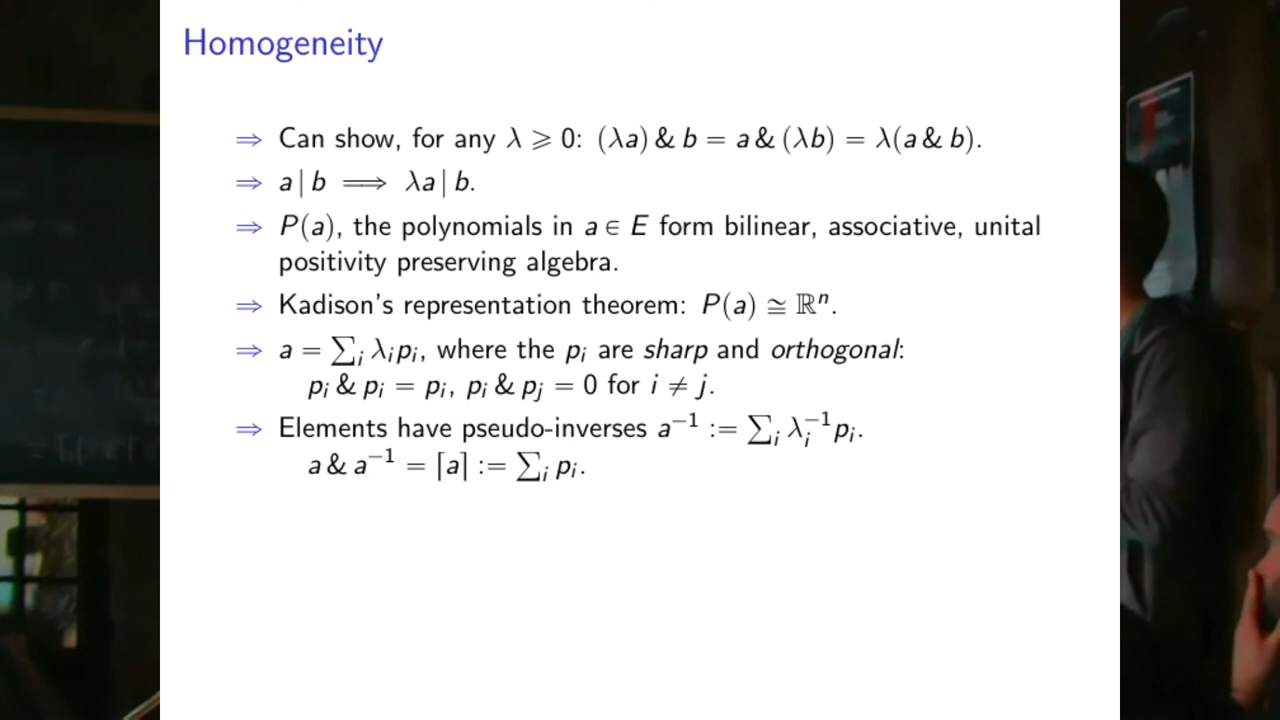 Homogeneity
⇒ Can show, for any λ ⩾ 0: (λa) & b = a & (λb) = λ(a & b).
⇒ a | b ⟹ λa | b.
⇒ P(a), the polynomials in a ∈ E form bilinear, associative, unital
positivity preserving algebra.
⇒ Kadison's representation theorem: P(a) ≅ ℝⁿ.
⇒ a = ∑ᵢ λᵢpᵢ, where the pᵢ are sharp and orthogonal:
pᵢ & pᵢ = pᵢ, pᵢ & pⱼ = 0 for i ≠ j.
⇒ Elements have pseudo-inverses a⁻¹ := ∑ᵢ λᵢ⁻¹pᵢ.
a & a⁻¹ = ⌈a⌉ := ∑ᵢ pᵢ.